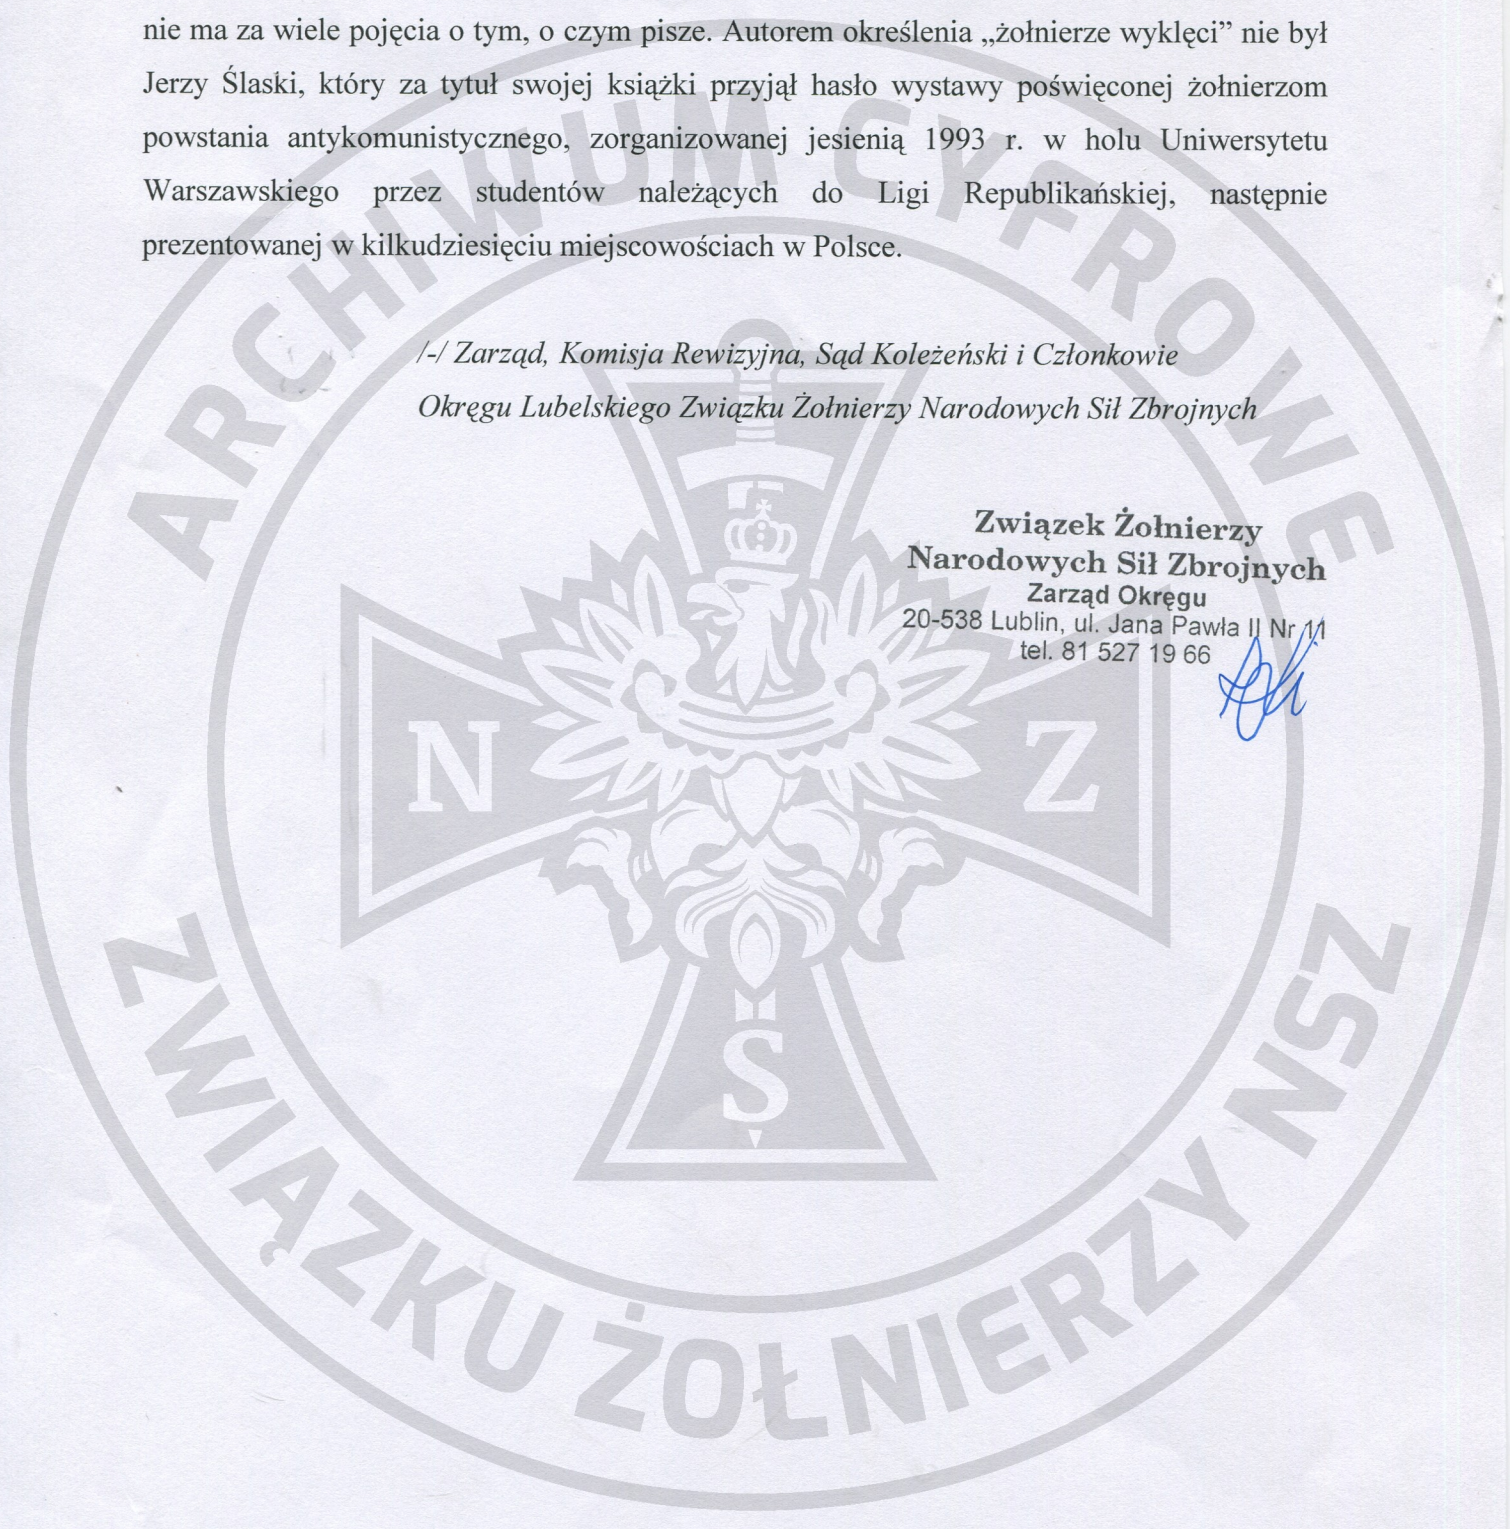 nie ma za wiele pojęcia o tym, o czym pisze. Autorem określenia „żołnierze wyklęci” nie był
Jerzy Ślaski, który za tytuł swojej książki przyjął hasło wystawy poświęconej żołnierzom
powstania antykomunistycznego, zorganizowanej jesienią 1993 r. w holu Uniwersytetu
Warszawskiego przez studentów należących do Ligi Republikańskiej, następnie
prezentowanej w kilkudziesięciu miejscowościach w Polsce.
/-/ Zarząd, Komisja Rewizyjna, Sąd Koleżeński i Członkowie
Okręgu Lubelskiego Związku Żołnierzy Narodowych Sił Zbrojnych
Związek Żołnierzy
Narodowych Sił Zbrojnych
Zarząd Okręgu
20-538 Lublin, ul. Jana Pawła II Nr 11
tel. 81 527 19 66
ARCHIWUM CYFROWE
N Z
S
ZWIĄZKU ŻOŁNIERZY NSZ